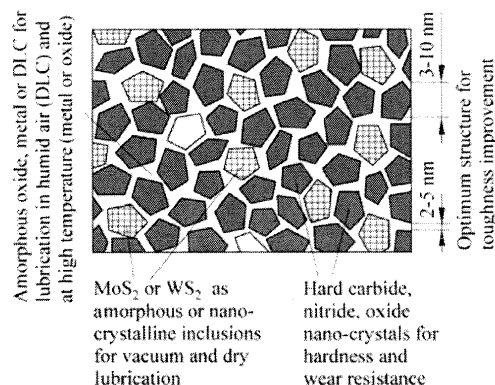 Amorphous oxide, metal or DLC for
lubrication in humid air (DLC) and
at high temperature (metal or oxide)
3-10 nm
2-5 nm
Optimum structure for
toughness improvement
MoS₂ or WS₂ as
amorphous or nano-
crystalline inclusions
for vacuum and dry
lubrication
Hard carbide,
nitride, oxide
nano-crystals for
hardness and
wear resistance